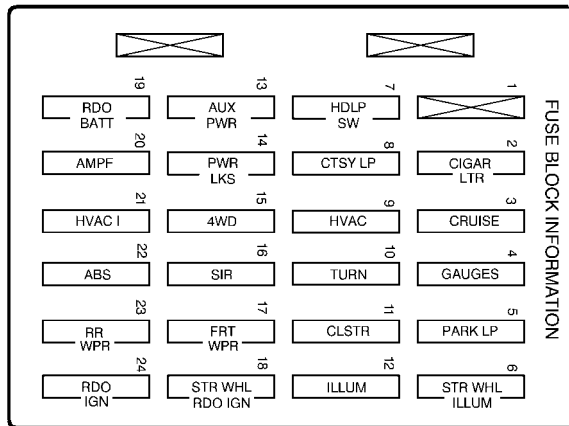 FUSE BLOCK INFORMATION
19
13
7
1
RDO
BATT
AUX
PWR
HDLP
SW
20
14
8
2
AMPF
PWR
LKS
CTSY LP
CIGAR
LTR
21
15
9
3
HVAC I
4WD
HVAC
CRUISE
22
16
10
4
ABS
SIR
TURN
GAUGES
23
17
11
5
RR
WPR
FRT
WPR
CLSTR
PARK LP
24
18
12
6
RDO
IGN
STR WHL
RDO IGN
ILLUM
STR WHL
ILLUM